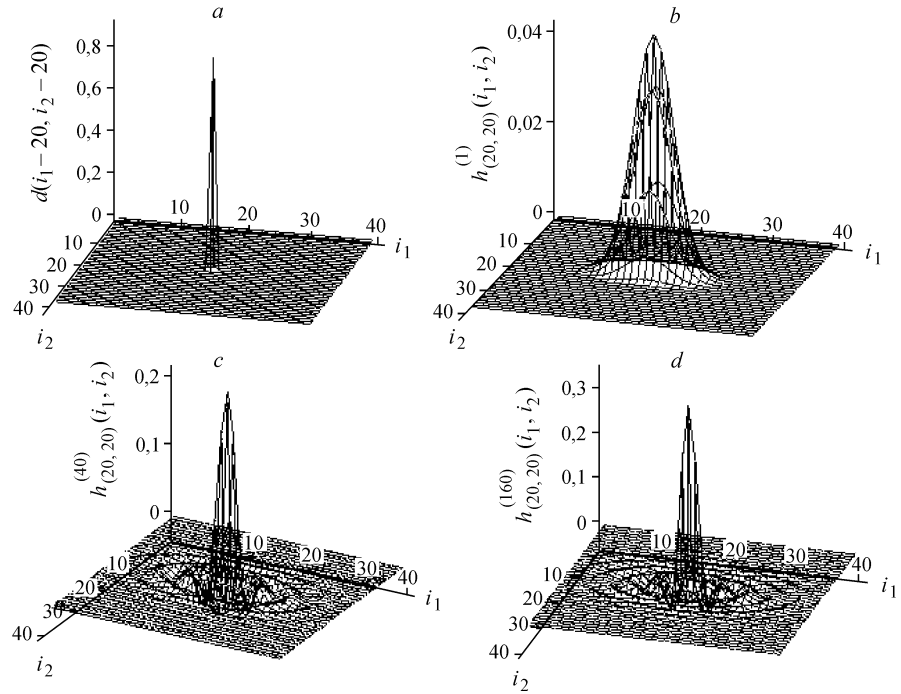 a
d(i₁ – 20, i₂ – 20)
0,8
0,6
0,4
0,2
0
10
20
30
40
i₁
10
20
30
40
i₂
b
h⁽¹⁾₍₂₀, ₂₀₎ (i₁, i₂)
0,04
0,02
0
10
20
30
40
i₁
10
20
30
40
i₂
c
h⁽⁴⁰⁾₍₂₀, ₂₀₎ (i₁, i₂)
0,2
0,1
0
10
20
30
40
i₁
10
20
30
40
i₂
d
h⁽¹⁶⁰⁾₍₂₀, ₂₀₎ (i₁, i₂)
0,3
0,2
0,1
0
10
20
30
40
i₁
10
20
30
40
i₂